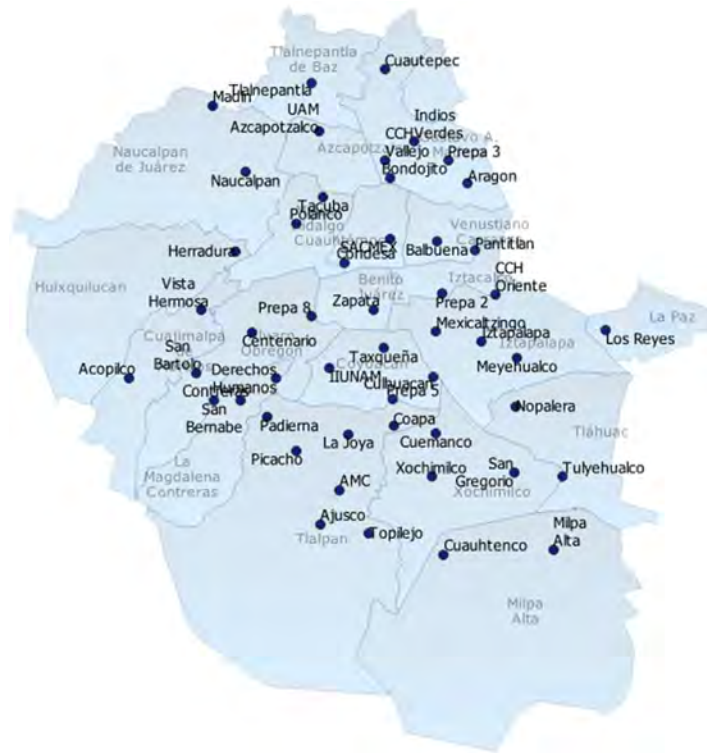 Tlalnepantla
de Baz
Cuautepec
Tlalnepantla
Madin
UAM
Azcapotzalco
Indios
Verdes
CCH
Vallejo
Prepa 3
Bondojito
Aragon
Naucalpan
de Juárez
Naucalpan
Tacuba
Polanco
Hidalgo
SACMEX
Condesa
Venustiano
Balbuena
Pantitlan
Herradura
Huixquilucan
Vista
Hermosa
Benito
Juárez
Iztacalco
CCH
Oriente
Prepa 2
Zapata
Prepa 8
La Paz
Los Reyes
Mexicaltzingo
Iztapalapa
Iztapalapa
Centenario
Obregón
Cuajimalpa
San
Bartolo
Coyoacán
Taxqueña
Meyehualco
Acopilco
Derechos
Humanos
IIUNAM
Culhuacan
Prepa 5
Contreras
San
Bernabe
Padierna
Coapa
Nopalera
Tláhuac
La Joya
Cuemanco
Picacho
La
Magdalena
Contreras
Xochimilco
San
Gregorio
Xochimilco
Tulyehualco
AMC
Ajusco
Tlalpan
Topilejo
Cuauhtenco
Milpa
Alta
Milpa
Alta